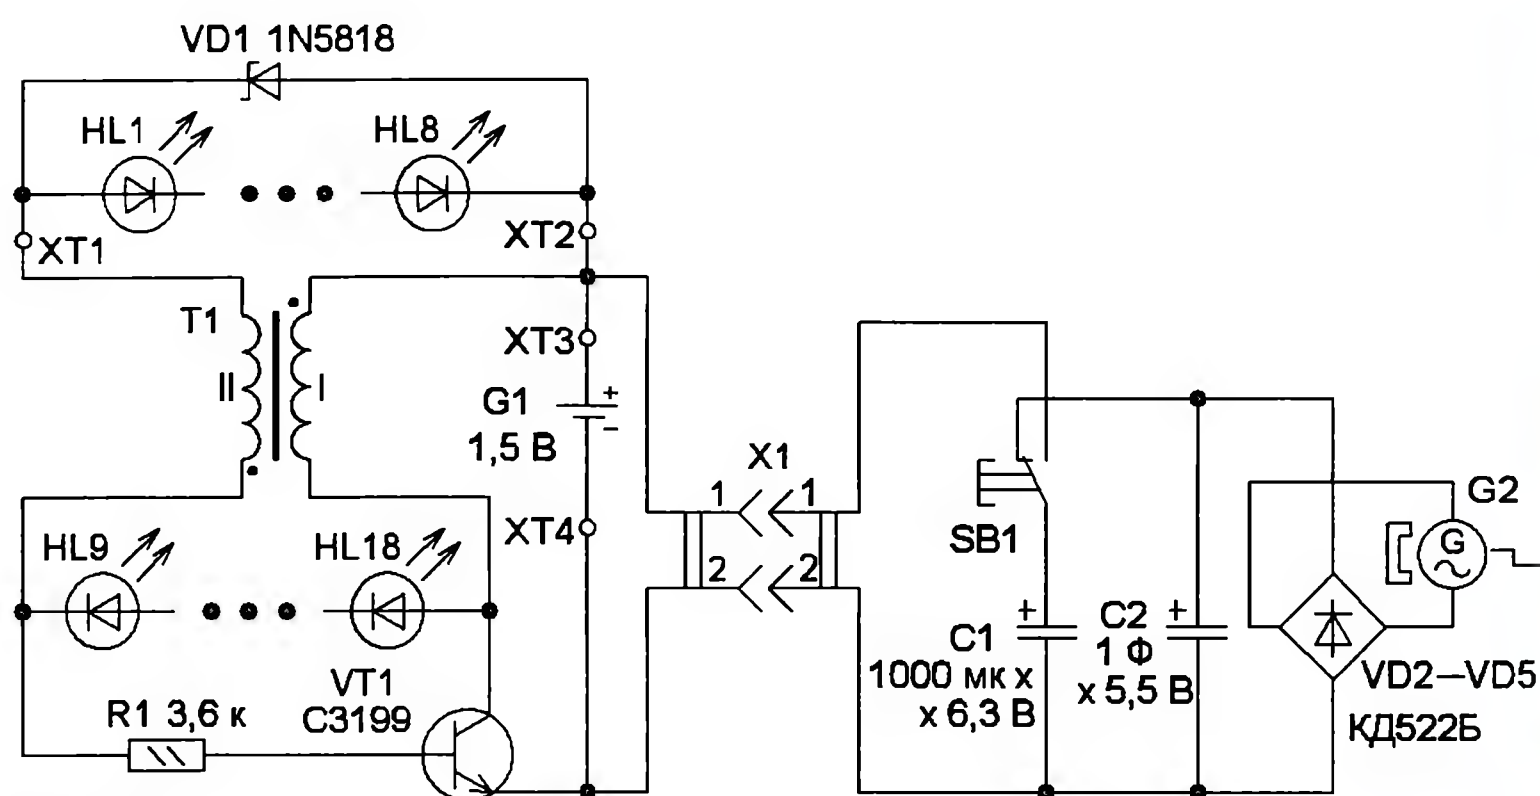 VD1 1N5818
HL1
HL8
XT1
XT2
T1
II
I
XT3
G1
+
−
1,5 В
XT4
X1
1
1
2
2
SB1
G2
G
HL9
HL18
VT1
C3199
R1 3,6 к
+
C1
1000 мк х
х 6,3 В
+
C2
1 Ф
х 5,5 В
VD2–VD5
КД522Б